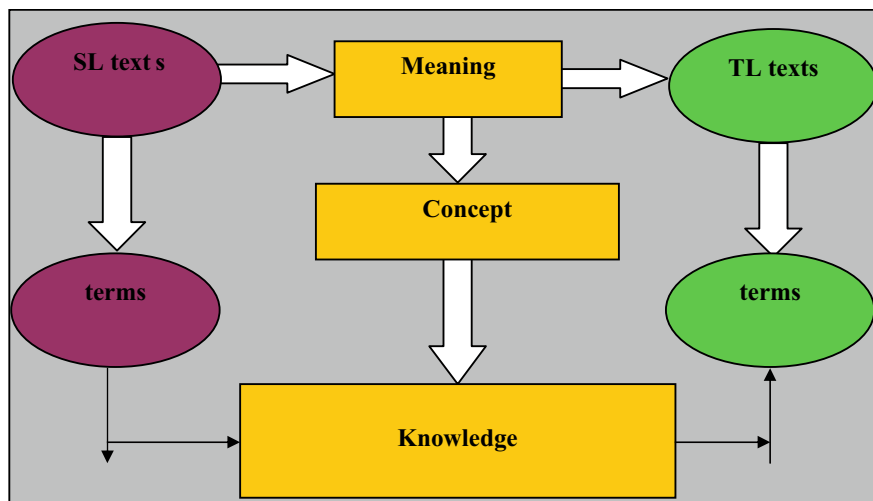 SL text s
Meaning
TL texts
Concept
terms
terms
Knowledge